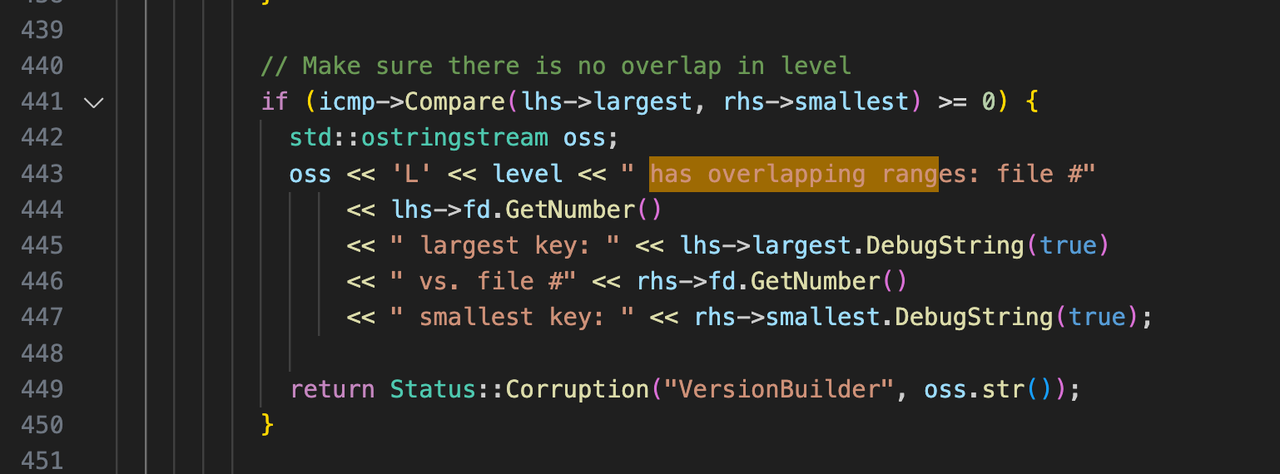 439
440 // Make sure there is no overlap in level
441 if (icmp->Compare(lhs->largest, rhs->smallest) >= 0) {
442 std::ostringstream oss;
443 oss << 'L' << level << " has overlapping ranges: file #"
444 << lhs->fd.GetNumber()
445 << " largest key: " << lhs->largest.DebugString(true)
446 << " vs. file #" << rhs->fd.GetNumber()
447 << " smallest key: " << rhs->smallest.DebugString(true);
448
449 return Status::Corruption("VersionBuilder", oss.str());
450 }
451